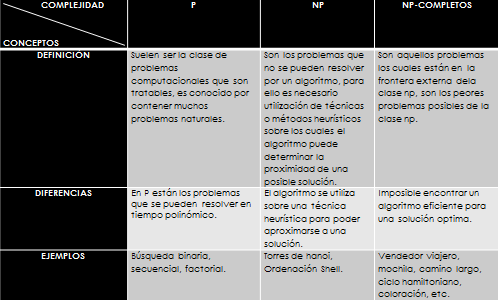 COMPLEJIDAD
CONCEPTOS
P
NP
NP-COMPLETOS
DEFINICIÓN
Suelen ser la clase de
problemas
computacionales que son
tratables, es conocido por
contener muchos
problemas naturales.
Son los problemas que
no se pueden resolver
por un algoritmo, para
ello es necesario
utilización de técnicas
o métodos heurísticos
sobre los cuales el
algoritmo puede
determinar la
proximidad de una
posible solución.
Son aquellos problemas
los cuales están en la
frontera externa dela
clase np, son los peores
problemas posibles de la
clase np.
DIFERENCIAS
En P están los problemas
que se pueden resolver en
tiempo polinómico.
El algoritmo se utiliza
sobre una técnica
heurística para poder
aproximarse a una
solución.
Imposible encontrar un
algoritmo eficiente para
una solución optima.
EJEMPLOS
Búsqueda binaria,
secuencial, factorial.
Torres de hanoi,
Ordenación Shell.
Vendedor viajero,
mochila, camino largo,
ciclo hamiltoniano,
coloración, etc.